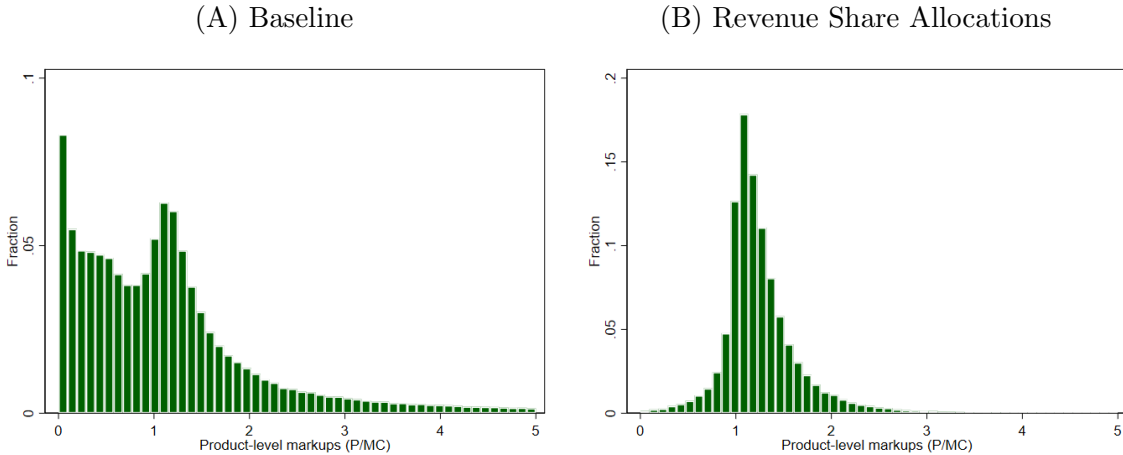 (A) Baseline
.1
.05
0
Fraction
0 1 2 3 4 5
Product-level markups (P/MC)
(B) Revenue Share Allocations
.2
.15
.1
.05
0
Fraction
0 1 2 3 4 5
Product-level markups (P/MC)